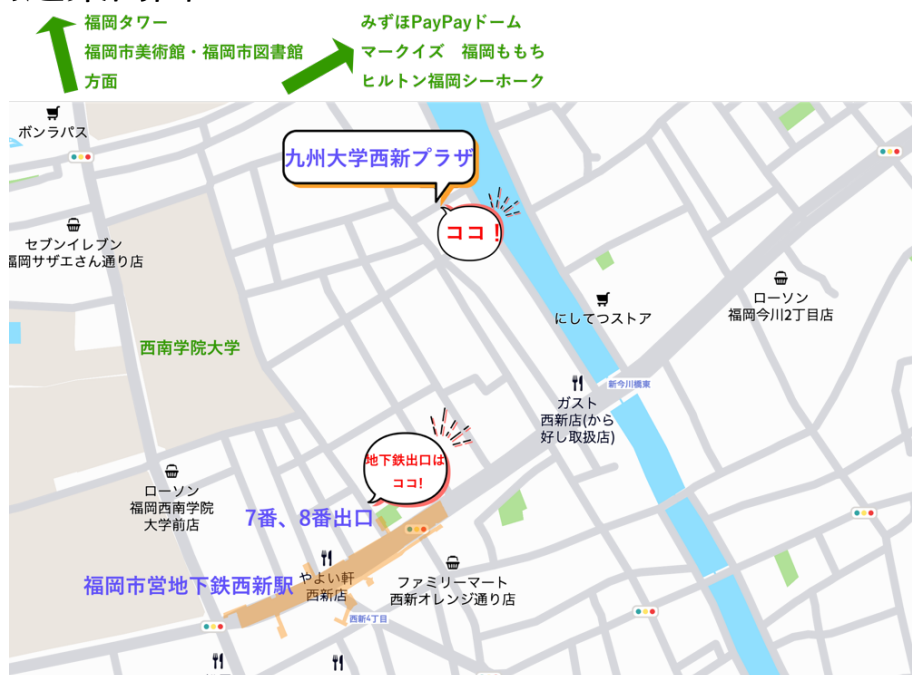 福岡タワー
福岡市美術館・福岡市図書館
方面
みずほPayPayドーム
マークイズ 福岡ももち
ヒルトン福岡シーホーク
ボンラパス
九州大学西新プラザ
ココ！
セブンイレブン
福岡サザエさん通り店
にしてつストア
ローソン
福岡今川2丁目店
西南学院大学
新今川橋東
ガスト
西新店(から
好し取扱店)
地下鉄出口は
ココ!
ローソン
福岡西南学院
大学前店
7番、8番出口
福岡市営地下鉄西新駅
やよい軒
西新店
ファミリーマート
西新オレンジ通り店
西新4丁目